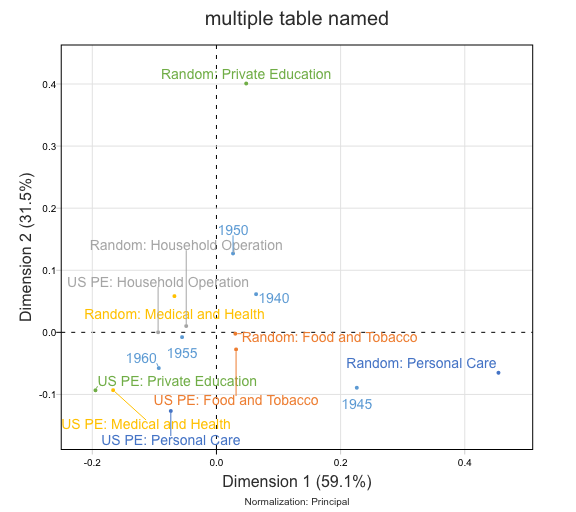 multiple table named
Random: Private Education
0.4
0.3
0.2
1950
Random: Household Operation
US PE: Household Operation
0.1
1940
Random: Medical and Health
0.0
Random: Food and Tobacco
1955
1960
Random: Personal Care
US PE: Private Education
-0.1
US PE: Food and Tobacco
1945
US PE: Medical and Health
US PE: Personal Care
Dimension 2 (31.5%)
-0.2 0.0 0.2 0.4
Dimension 1 (59.1%)
Normalization: Principal